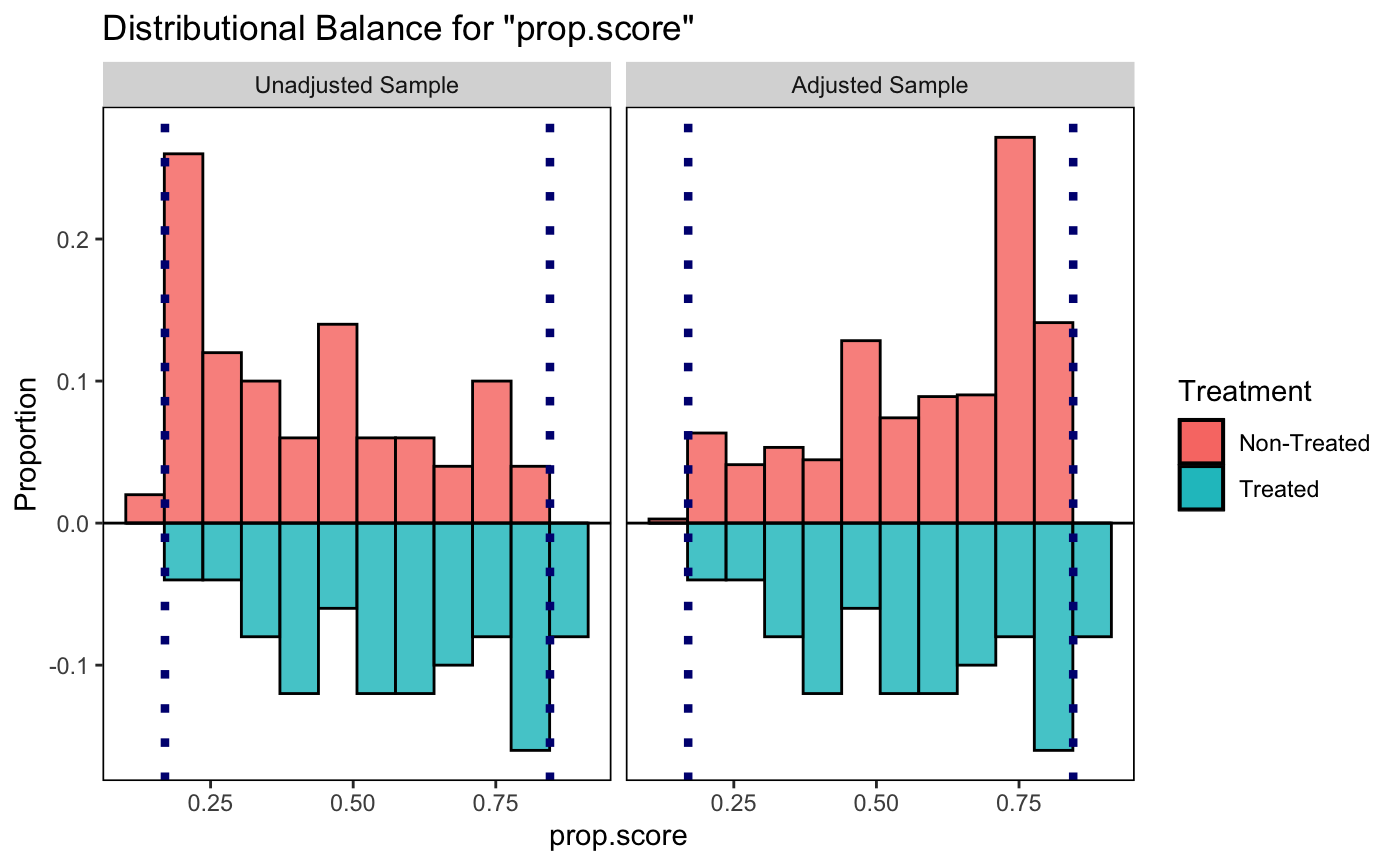 Distributional Balance for "prop.score"
Unadjusted Sample
Adjusted Sample
Proportion
0.2
0.1
0.0
-0.1
0.25
0.50
0.75
0.25
0.50
0.75
prop.score
Treatment
Non-Treated
Treated